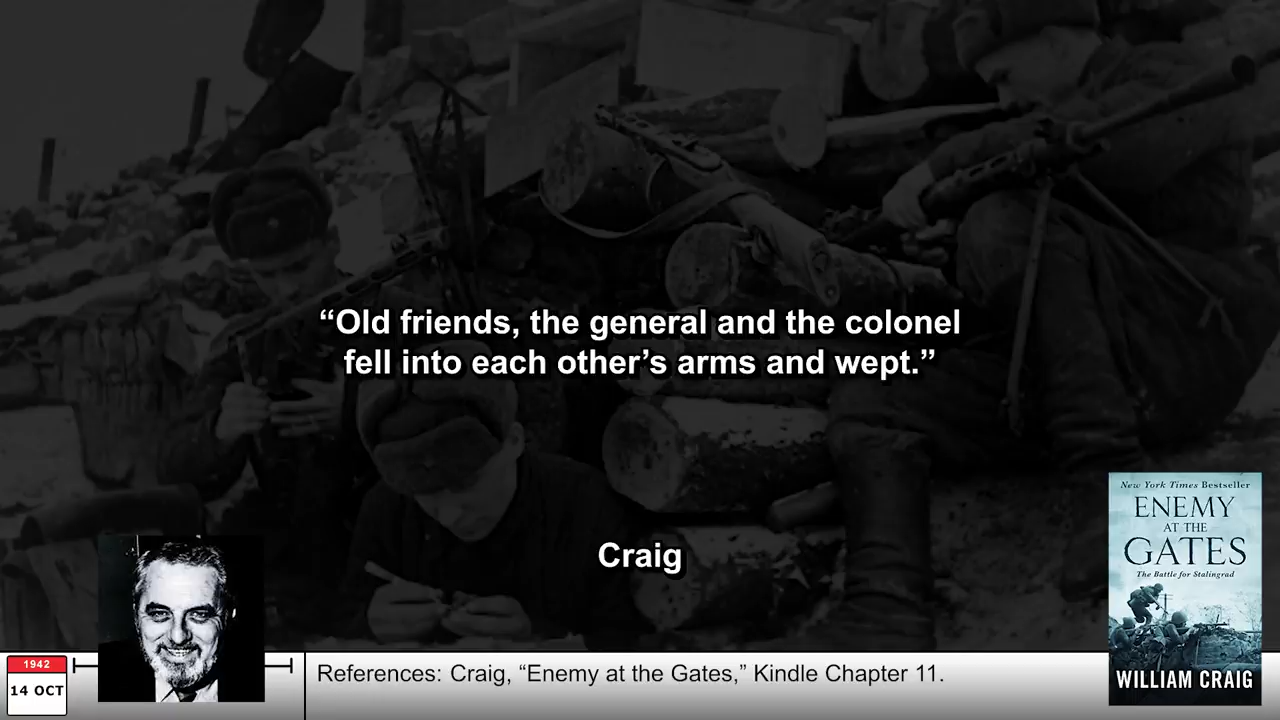 “Old friends, the general and the colonel
fell into each other’s arms and wept.”
Craig
New York Times Bestseller
ENEMY
AT THE
GATES
The Battle for Stalingrad
WILLIAM CRAIG
1942
14 OCT
References: Craig, “Enemy at the Gates,” Kindle Chapter 11.